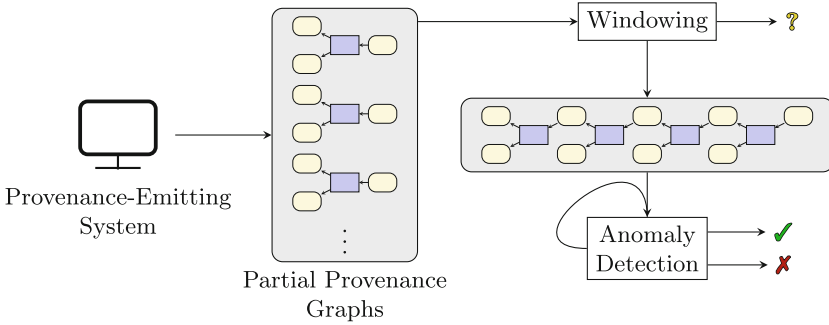 Windowing
?
Provenance-Emitting
System
Partial Provenance
Graphs
Anomaly
Detection
✓
✗